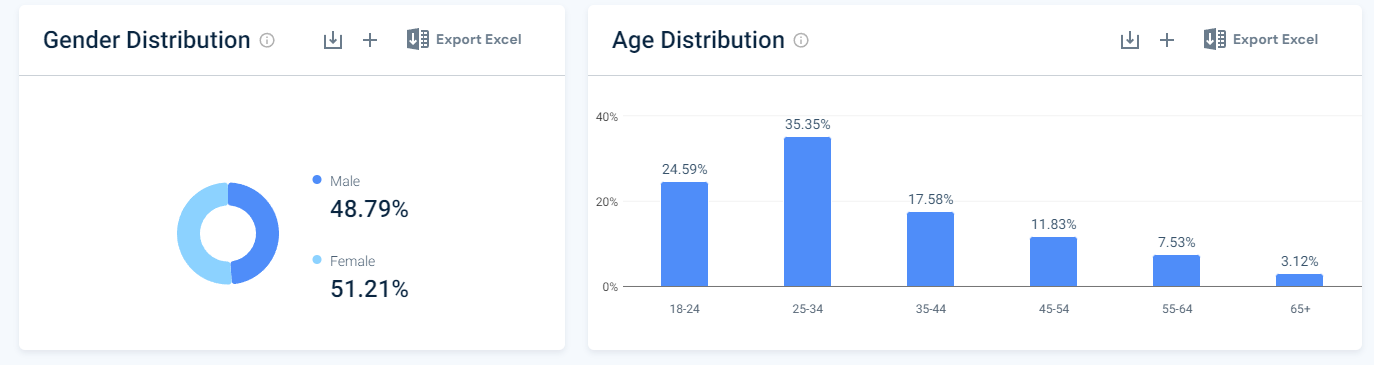 Gender Distribution
Export Excel
Male
48.79%
Female
51.21%
Age Distribution
Export Excel
40%
20%
0%
24.59%
35.35%
17.58%
11.83%
7.53%
3.12%
18-24
25-34
35-44
45-54
55-64
65+